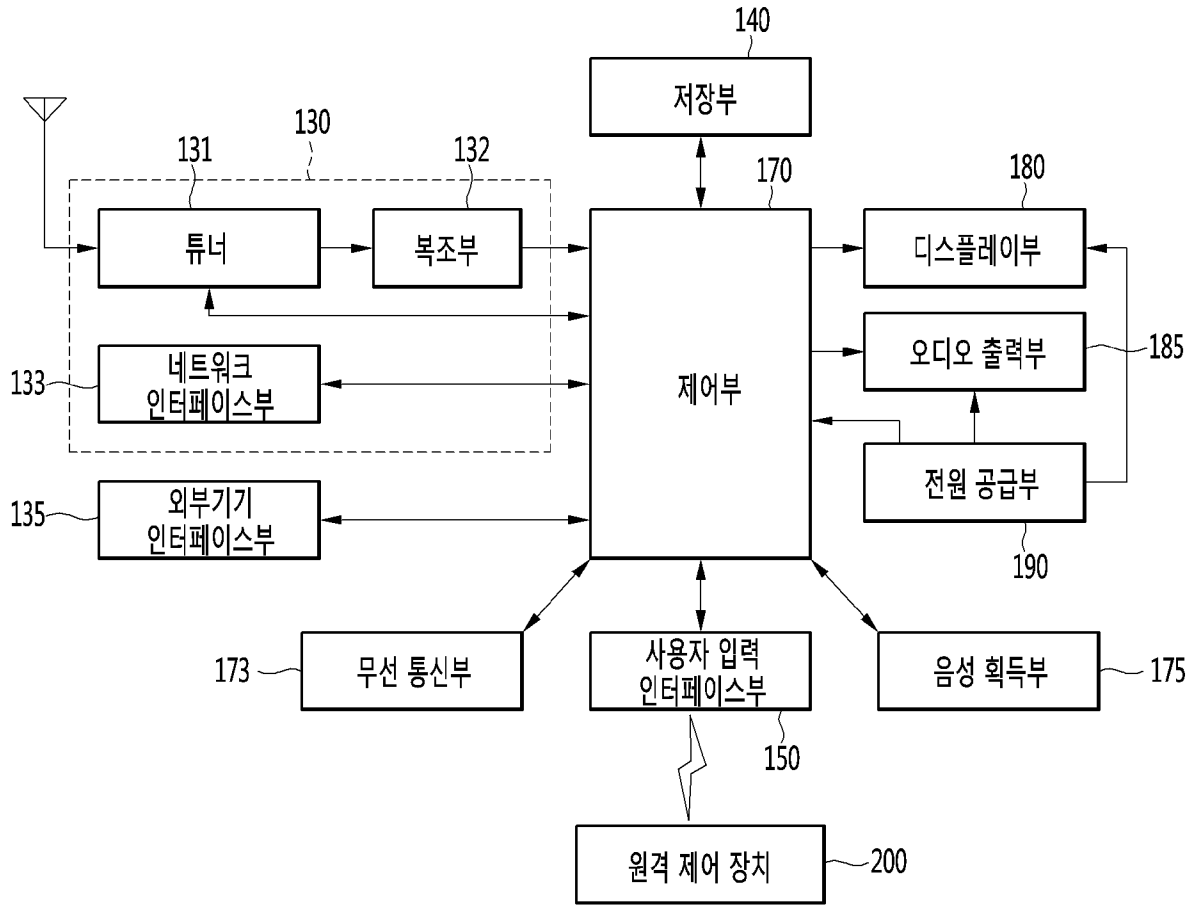 140
저장부
130
131
132
170
180
튜너
복조부
디스플레이부
오디오 출력부
185
네트워크
인터페이스부
133
제어부
전원 공급부
190
외부기기
인터페이스부
135
173
무선 통신부
사용자 입력
인터페이스부
150
음성 획득부
175
원격 제어 장치
200